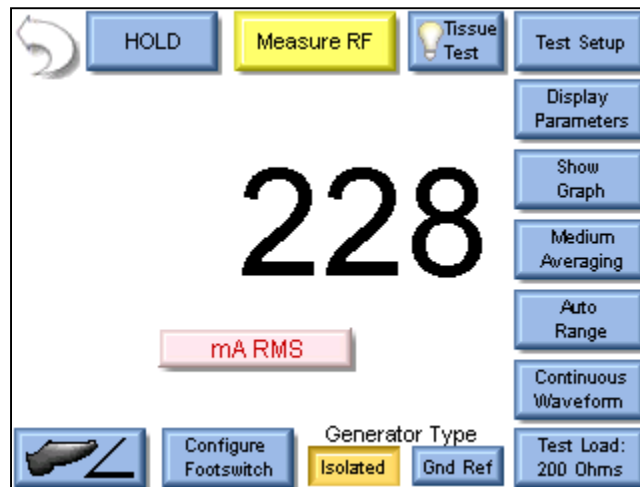 HOLD
Measure RF
Tissue
Test
Test Setup
Display
Parameters
Show
Graph
228
Medium
Averaging
Auto
Range
mA RMS
Continuous
Waveform
Configure
Footswitch
Generator Type
Isolated
Gnd Ref
Test Load:
200 Ohms